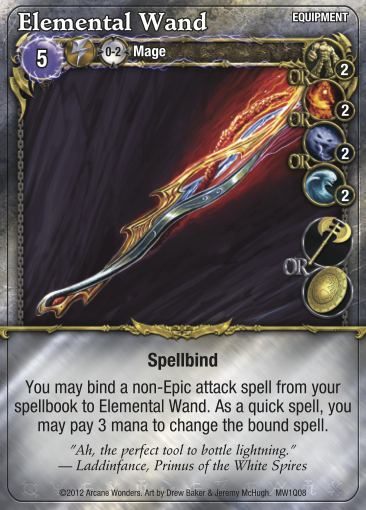 Elemental Wand
EQUIPMENT
5 0-2 Mage
2
OR
2
OR
2
OR
2
OR
Spellbind
You may bind a non-Epic attack spell from your
spellbook to Elemental Wand. As a quick spell, you
may pay 3 mana to change the bound spell.
"Ah, the perfect tool to bottle lightning."
— Laddinfance, Primus of the White Spires
©2012 Arcane Wonders. Art by Drew Baker & Jeremy McHugh. MW1Q08